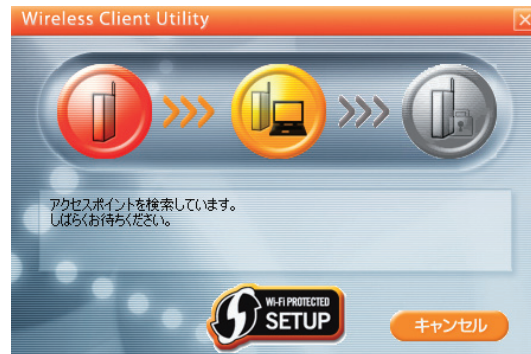 Wireless Client Utility
アクセスポイントを検索しています。
しばらくお待ちください。
Wi-Fi PROTECTED
SETUP
キャンセル